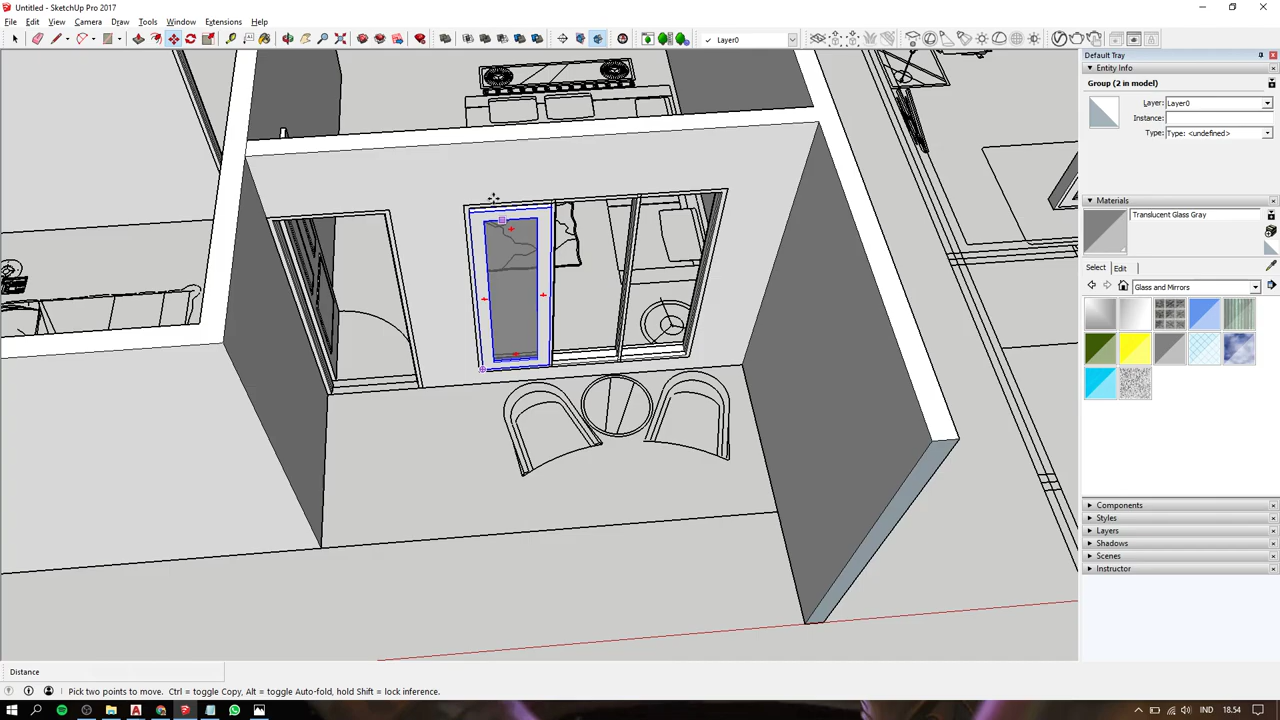 Untitled - SketchUp Pro 2017
File Edit View Camera Draw Tools Window Extensions Help
Layer0
Default Tray
Entity Info
Group (2 in model)
Layer: Layer0
Instance:
Type: Type: <undefined>
Materials
Translucent Glass Gray
Select Edit
Glass and Mirrors
Components
Styles
Layers
Shadows
Scenes
Instructor
Distance
Pick two points to move. Ctrl = toggle Copy, Alt = toggle Auto-fold, hold Shift = lock inference.
IND 18.54